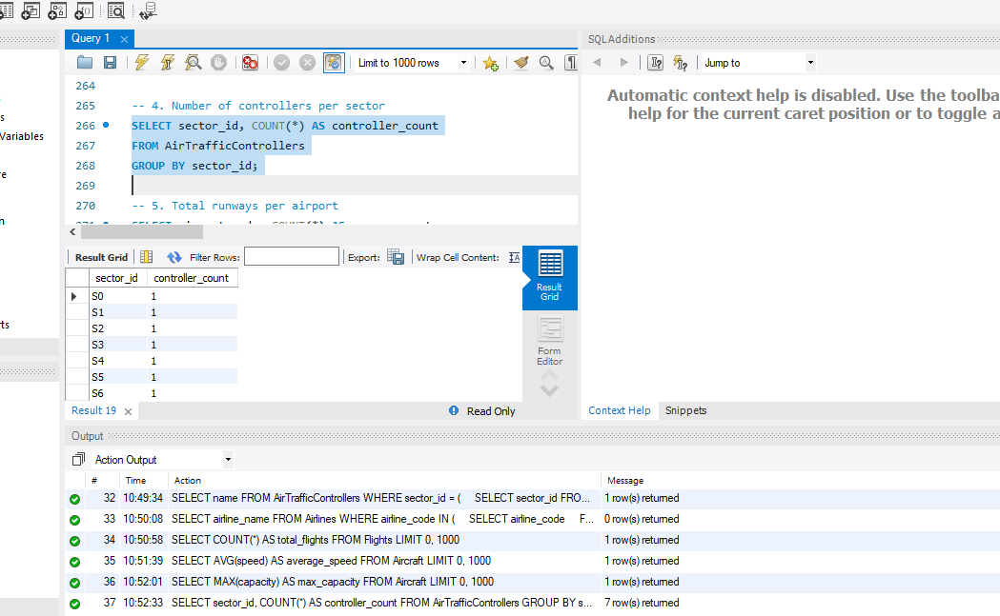 Query 1
SQLAdditions
Limit to 1000 rows
Jump to
264
265 -- 4. Number of controllers per sector
266 SELECT sector_id, COUNT(*) AS controller_count
267 FROM AirTrafficControllers
268 GROUP BY sector_id;
269
270 -- 5. Total runways per airport
Automatic context help is disabled. Use the toolba
help for the current caret position or to toggle a
s
Variables
re
n
rts
Result Grid
Filter Rows:
Export:
Wrap Cell Content:
sector_id controller_count
S0 1
S1 1
S2 1
S3 1
S4 1
S5 1
S6 1
Result
Grid
Form
Editor
Result 19
Read Only
Context Help Snippets
Output
Action Output
# Time Action Message
32 10:49:34 SELECT name FROM AirTrafficControllers WHERE sector_id = ( SELECT sector_id FRO... 1 row(s) returned
33 10:50:08 SELECT airline_name FROM Airlines WHERE airline_code IN ( SELECT airline_code F... 0 row(s) returned
34 10:50:58 SELECT COUNT(*) AS total_flights FROM Flights LIMIT 0, 1000 1 row(s) returned
35 10:51:39 SELECT AVG(speed) AS average_speed FROM Aircraft LIMIT 0, 1000 1 row(s) returned
36 10:52:01 SELECT MAX(capacity) AS max_capacity FROM Aircraft LIMIT 0, 1000 1 row(s) returned
37 10:52:33 SELECT sector_id, COUNT(*) AS controller_count FROM AirTrafficControllers GROUP BY s... 7 row(s) returned